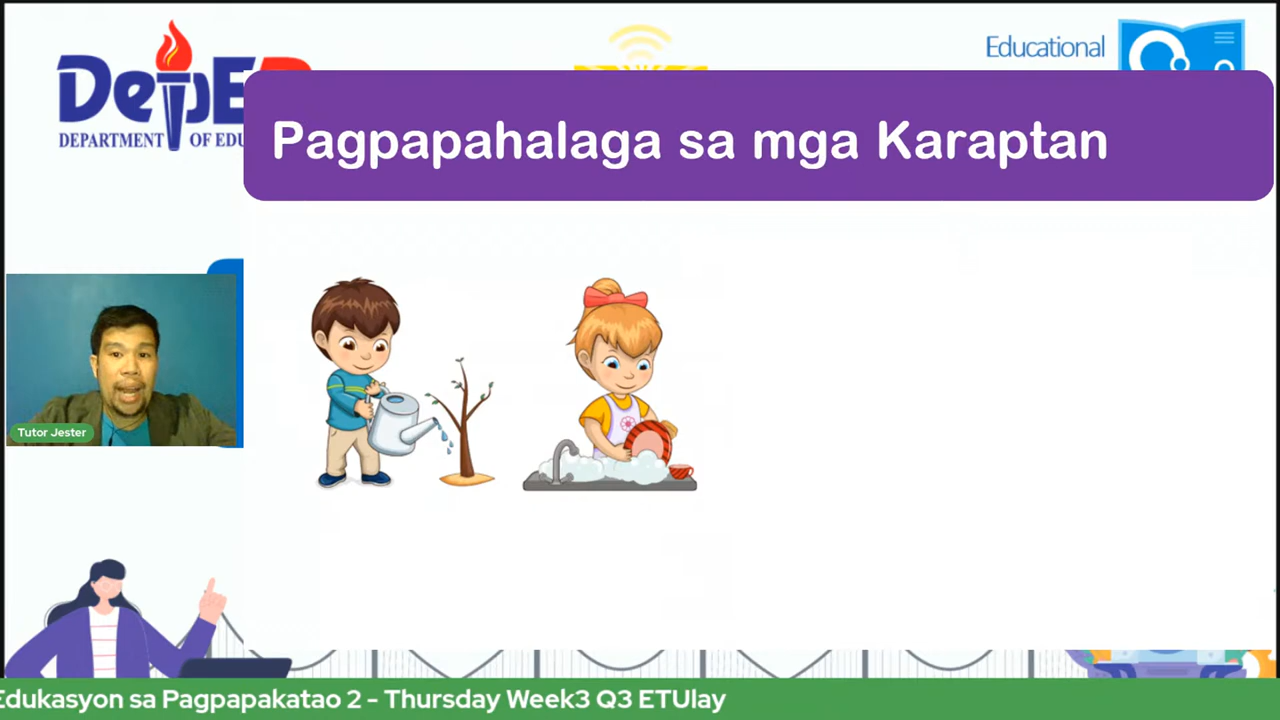 DepED
DEPARTMENT OF EDU
Educational
Pagpapahalaga sa mga Karaptan
Tutor Jester
Edukasyon sa Pagpapakatao 2 - Thursday Week3 Q3 ETUlay